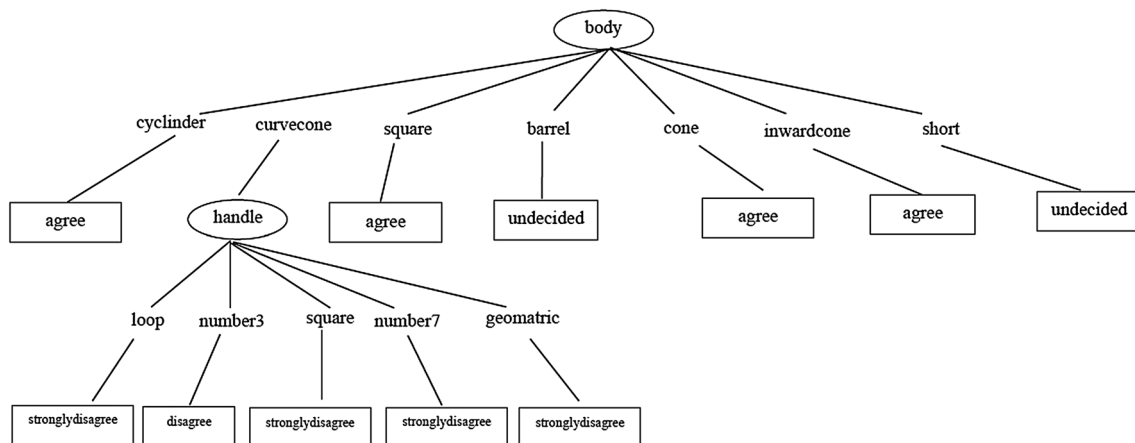 body
cyclinder
curvecone
square
barrel
cone
inwardcone
short
agree
handle
agree
undecided
agree
agree
undecided
loop
number3
square
number7
geomatric
stronglydisagree
disagree
stronglydisagree
stronglydisagree
stronglydisagree